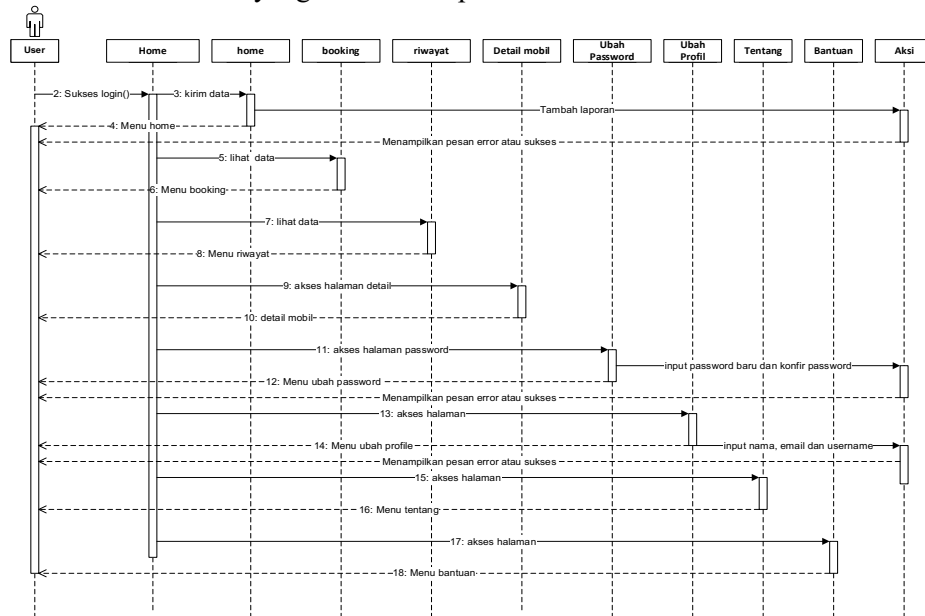 User
Home
home
booking
riwayat
Detail mobil
Ubah
Password
Ubah
Profil
Tentang
Bantuan
Aksi
2: Sukses login()
3: kirim data
Tambah laporan
4: Menu home
Menampilkan pesan error atau sukses
5: lihat data
6: Menu booking
7: lihat data
8: Menu riwayat
9: akses halaman detail
10: detail mobil
11: akses halaman password
input password baru dan konfir password
12: Menu ubah password
Menampilkan pesan error atau sukses
13: akses halaman
14: Menu ubah profile
input nama, email dan username
Menampilkan pesan error atau sukses
15: akses halaman
16: Menu tentang
17: akses halaman
18: Menu bantuan